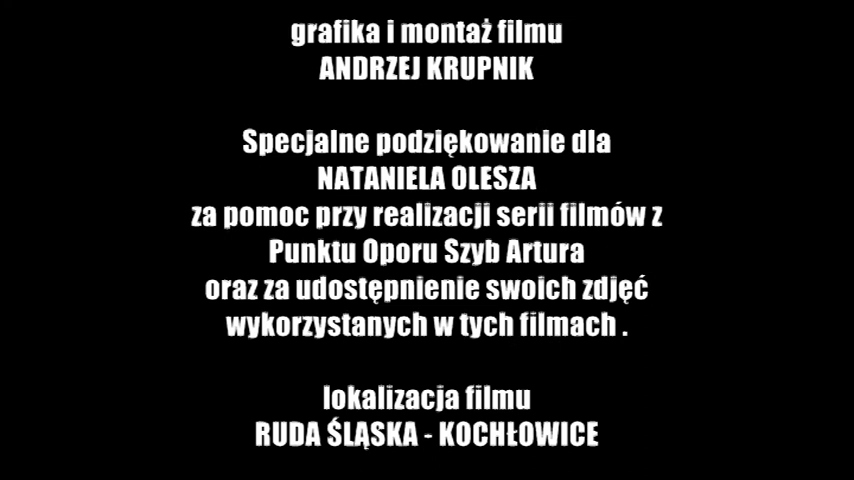 grafika i montaż filmu
ANDRZEJ KRUPNIK
Specjalne podziękowanie dla
NATANIELA OLESZA
za pomoc przy realizacji serii filmów z
Punktu Oporu Szyb Artura
oraz za udostępnienie swoich zdjęć
wykorzystanych w tych filmach .
lokalizacja filmu
RUDA ŚLĄSKA - KOCHŁOWICE